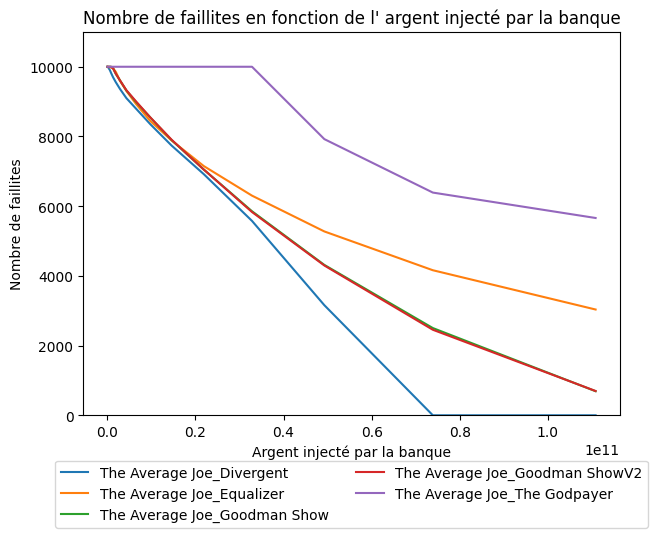 Nombre de faillites en fonction de l' argent injecté par la banque
Nombre de faillites
10000
8000
6000
4000
2000
0
0.0 0.2 0.4 0.6 0.8 1.0
1e11
Argent injecté par la banque
The Average Joe_Divergent
The Average Joe_Equalizer
The Average Joe_Goodman Show
The Average Joe_Goodman ShowV2
The Average Joe_The Godpayer